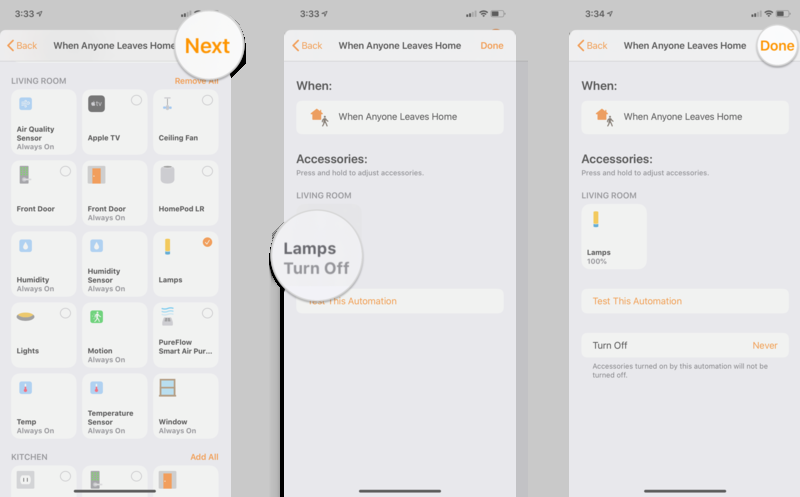 3:33
Back
When Anyone Leaves Home
Next
LIVING ROOM
Remove All
Air Quality
Sensor
Always On
tv
Apple TV
Ceiling Fan
Front Door
Front Door
Always On
HomePod LR
Humidity
Always On
Humidity
Sensor
Always On
Lamps
Lights
Motion
Always On
PureFlow
Smart Air Pur...
Temp
Always On
Temperature
Sensor
Always On
Window
Always On
KITCHEN
Add All
3:33
Back
When Anyone Leaves Home
Done
When:
When Anyone Leaves Home
Accessories:
Press and hold to adjust accessories.
LIVING ROOM
Lamps
Turn Off
Test This Automation
3:34
Back
When Anyone Leaves Home
Done
When:
When Anyone Leaves Home
Accessories:
Press and hold to adjust accessories.
LIVING ROOM
Lamps
100%
Test This Automation
Turn Off
Never
Accessories turned on by this automation will not be
turned off.